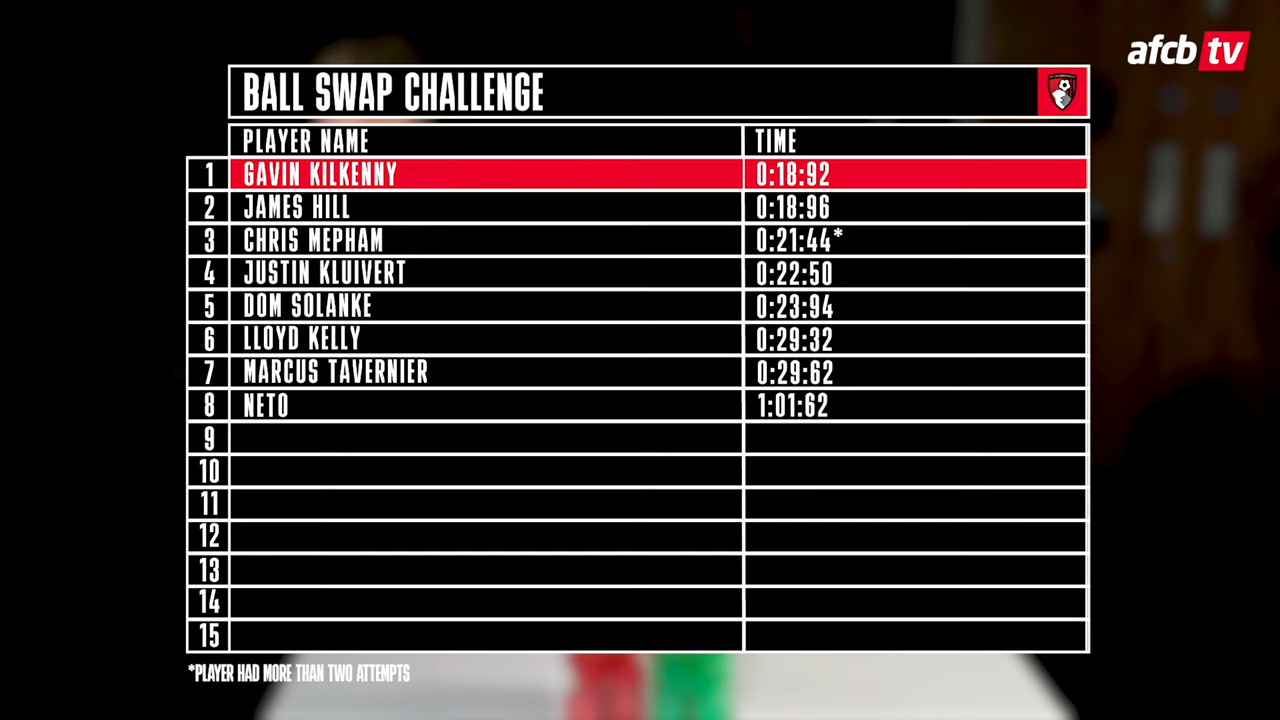 afcb tv
BALL SWAP CHALLENGE
PLAYER NAME TIME
1 GAVIN KILKENNY 0:18:92
2 JAMES HILL 0:18:96
3 CHRIS MEPHAM 0:21:44*
4 JUSTIN KLUIVERT 0:22:50
5 DOM SOLANKE 0:23:94
6 LLOYD KELLY 0:29:32
7 MARCUS TAVERNIER 0:29:62
8 NETO 1:01:62
9
10
11
12
13
14
15
*PLAYER HAD MORE THAN TWO ATTEMPTS